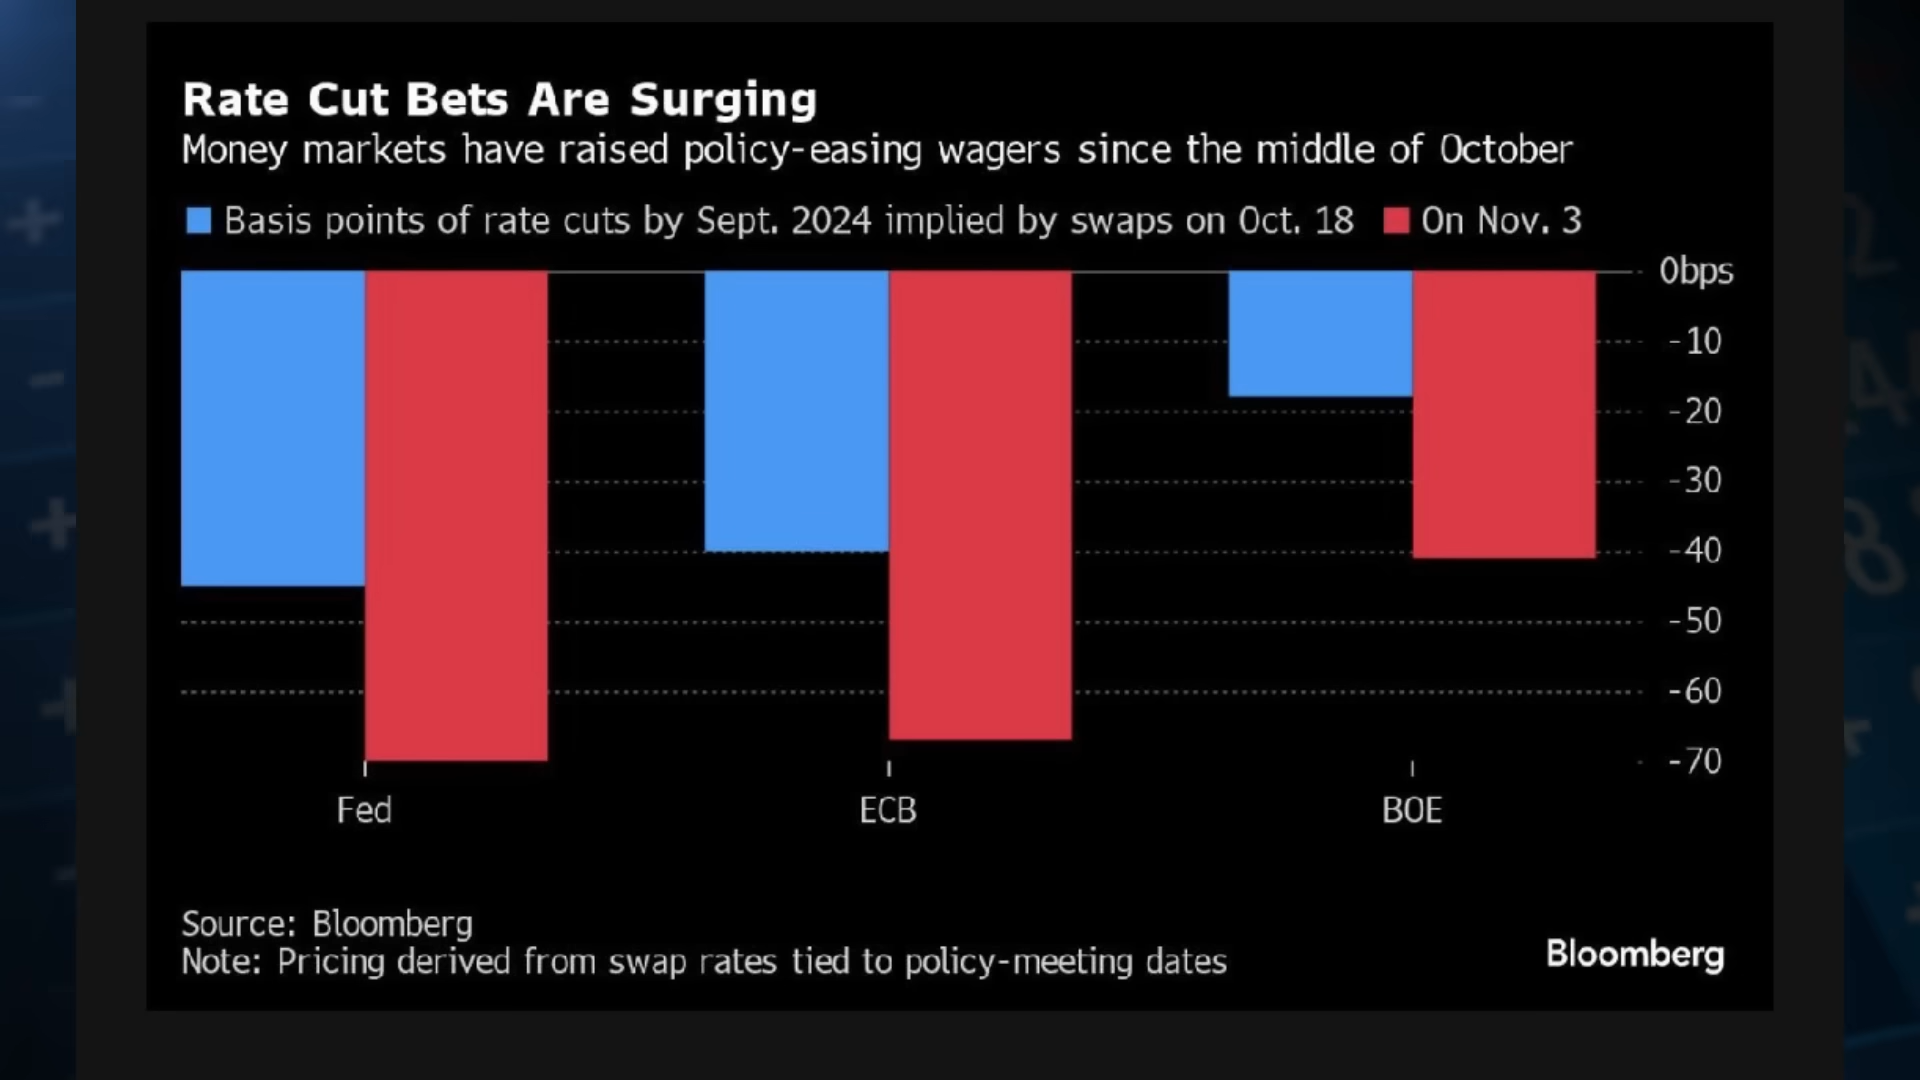 Rate Cut Bets Are Surging
Money markets have raised policy-easing wagers since the middle of October
Basis points of rate cuts by Sept. 2024 implied by swaps on Oct. 18 On Nov. 3
0bps
-10
-20
-30
-40
-50
-60
-70
Fed ECB BOE
Source: Bloomberg
Note: Pricing derived from swap rates tied to policy-meeting dates
Bloomberg